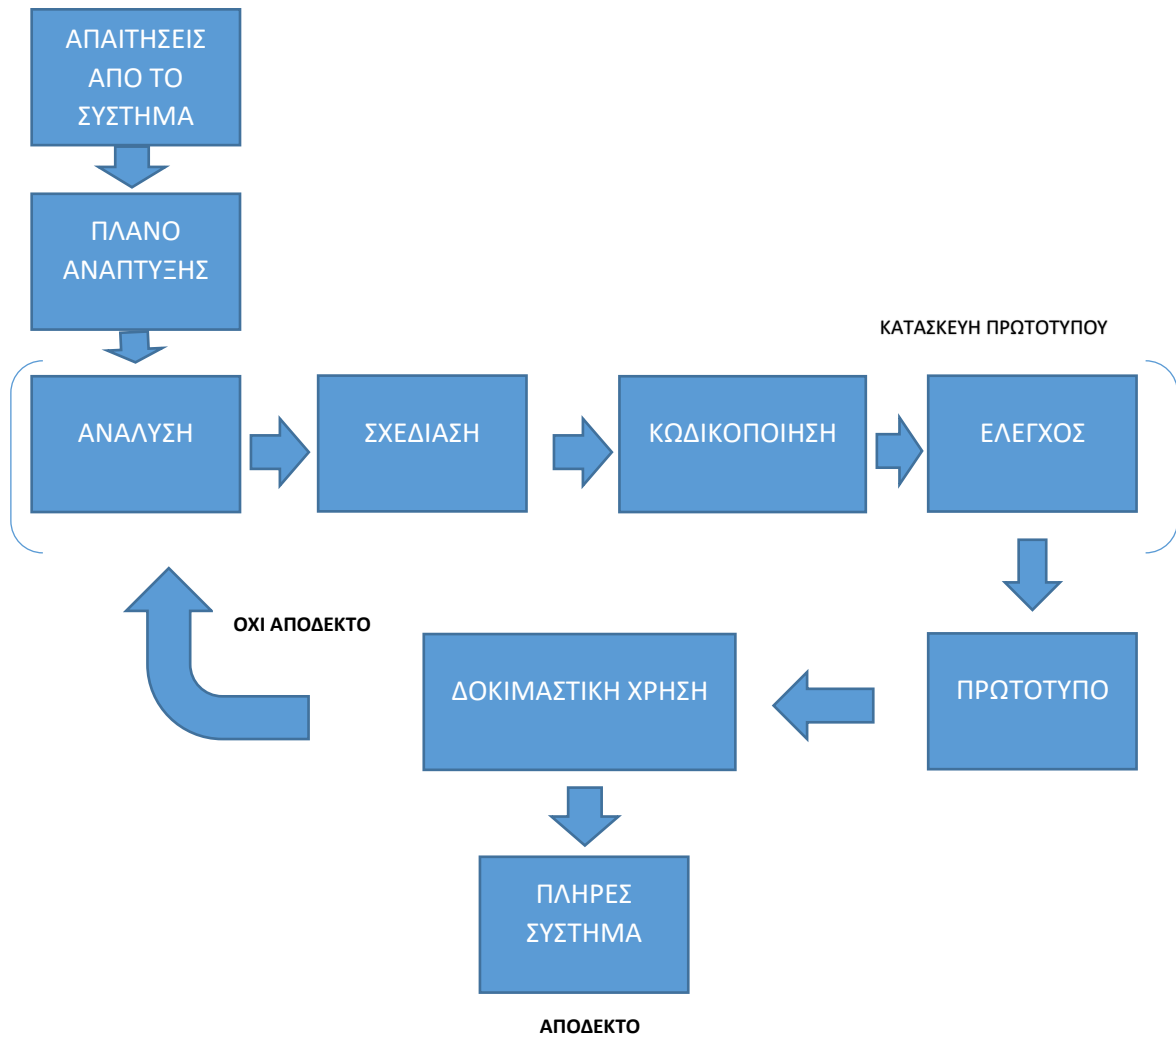 ΑΠΑΙΤΗΣΕΙΣ
ΑΠΟ ΤΟ
ΣΥΣΤΗΜΑ
ΠΛΑΝΟ
ΑΝΑΠΤΥΞΗΣ
ΚΑΤΑΣΚΕΥΗ ΠΡΩΤΟΤΥΠΟΥ
ΑΝΑΛΥΣΗ
ΣΧΕΔΙΑΣΗ
ΚΩΔΙΚΟΠΟΙΗΣΗ
ΕΛΕΓΧΟΣ
ΟΧΙ ΑΠΟΔΕΚΤΟ
ΔΟΚΙΜΑΣΤΙΚΗ ΧΡΗΣΗ
ΠΡΩΤΟΤΥΠΟ
ΠΛΗΡΕΣ
ΣΥΣΤΗΜΑ
ΑΠΟΔΕΚΤΟ